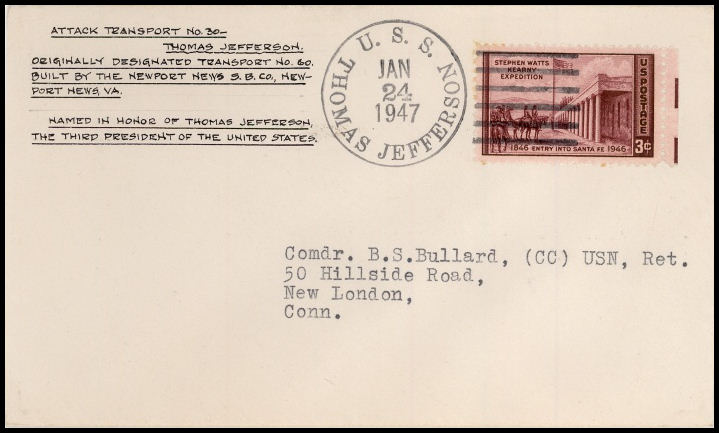 ATTACK TRANSPORT NO. 30-
THOMAS JEFFERSON.
ORIGINALLY DESIGNATED TRANSPORT NO. 60.
BUILT BY THE NEWPORT NEWS S. B. CO., NEW-
PORT NEWS, VA.
NAMED IN HONOR OF THOMAS JEFFERSON,
THE THIRD PRESIDENT OF THE UNITED STATES.
U. S. S.
THOMAS JEFFERSON
JAN
24
1947
STEPHEN WATTS
KEARNY
EXPEDITION
U S POSTAGE
1846 ENTRY INTO SANTA FE 1946
3¢
Comdr. B.S.Bullard, (CC) USN, Ret.
50 Hillside Road,
New London,
Conn.